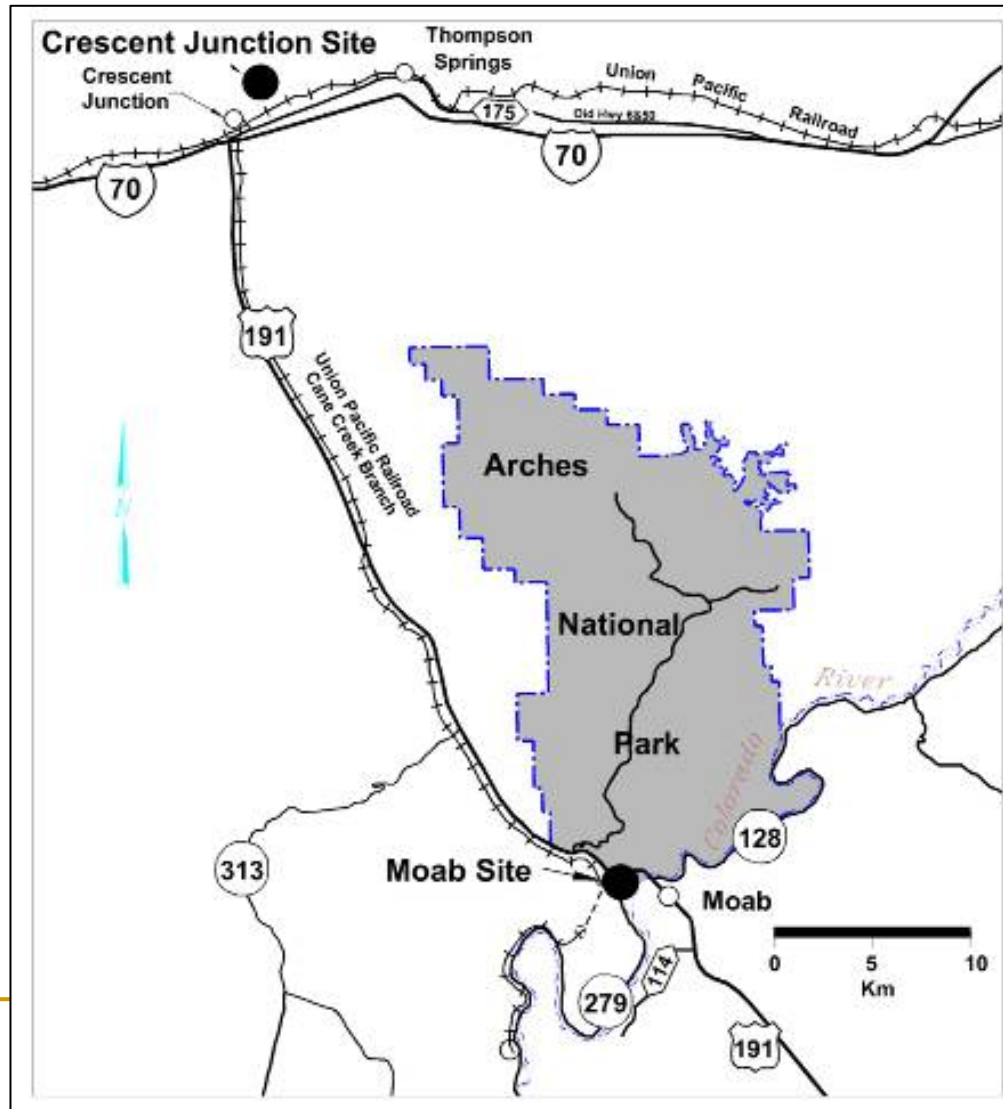 Crescent Junction Site
Thompson
Springs
Crescent
Junction
Union
Pacific
Railroad
175
Old Hwy 6&50
70
70
191
Union Pacific Railroad
Cane Creek Branch
N
Arches
National
River
Park
Colorado
128
313
Moab Site
Moab
0 5 10
Km
114
279
191